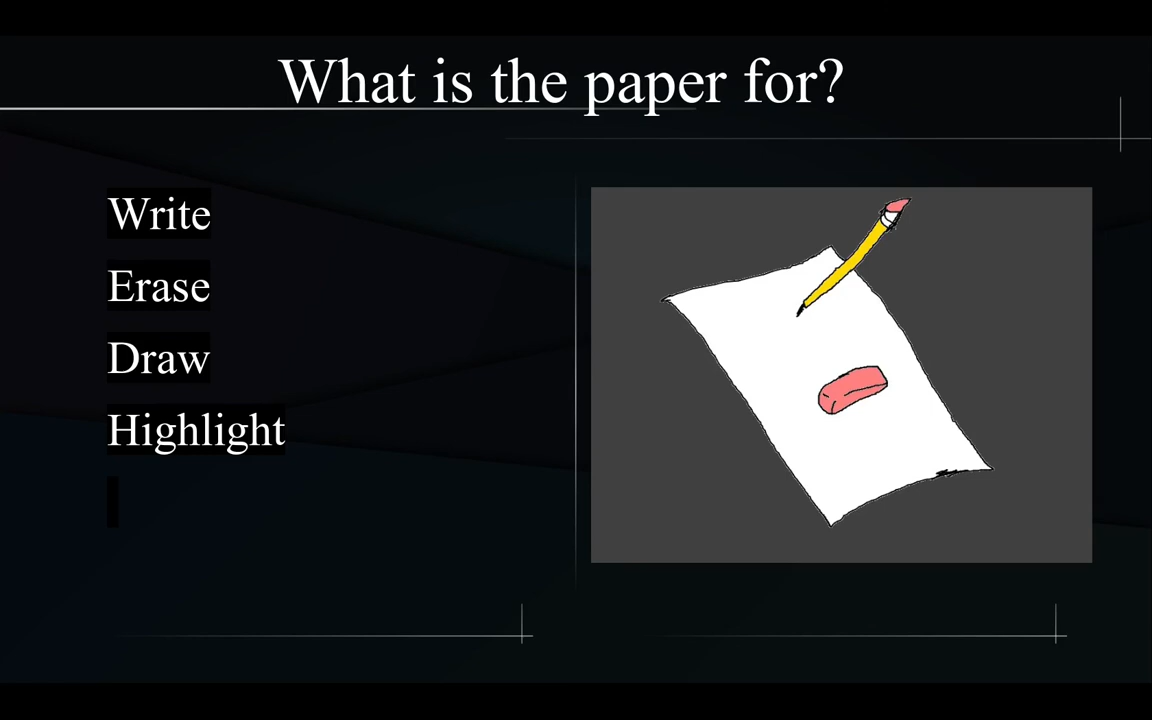 What is the paper for?
Write
Erase
Draw
Highlight